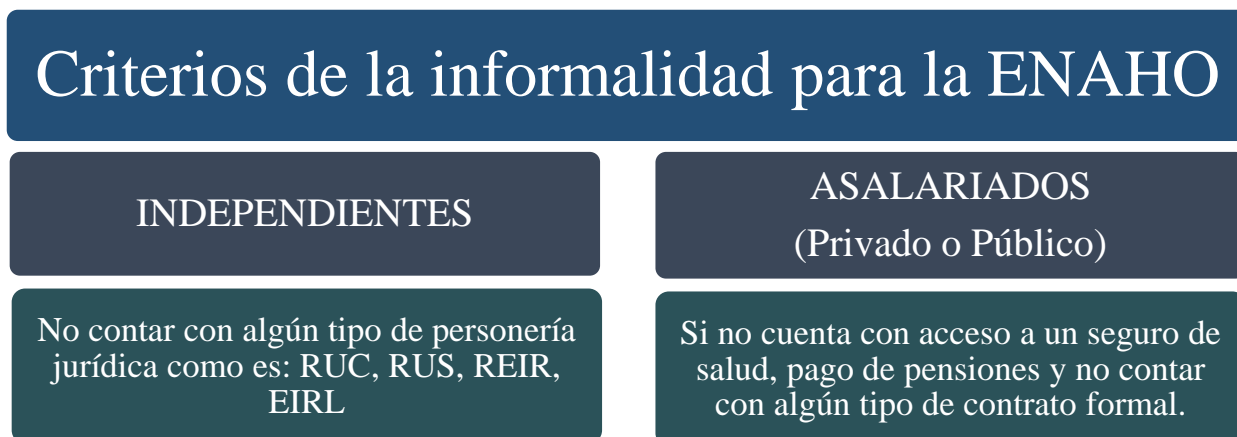 Criterios de la informalidad para la ENAHO
INDEPENDIENTES
No contar con algún tipo de personería
jurídica como es: RUC, RUS, REIR,
EIRL
ASALARIADOS
(Privado o Público)
Si no cuenta con acceso a un seguro de
salud, pago de pensiones y no contar
con algún tipo de contrato formal.